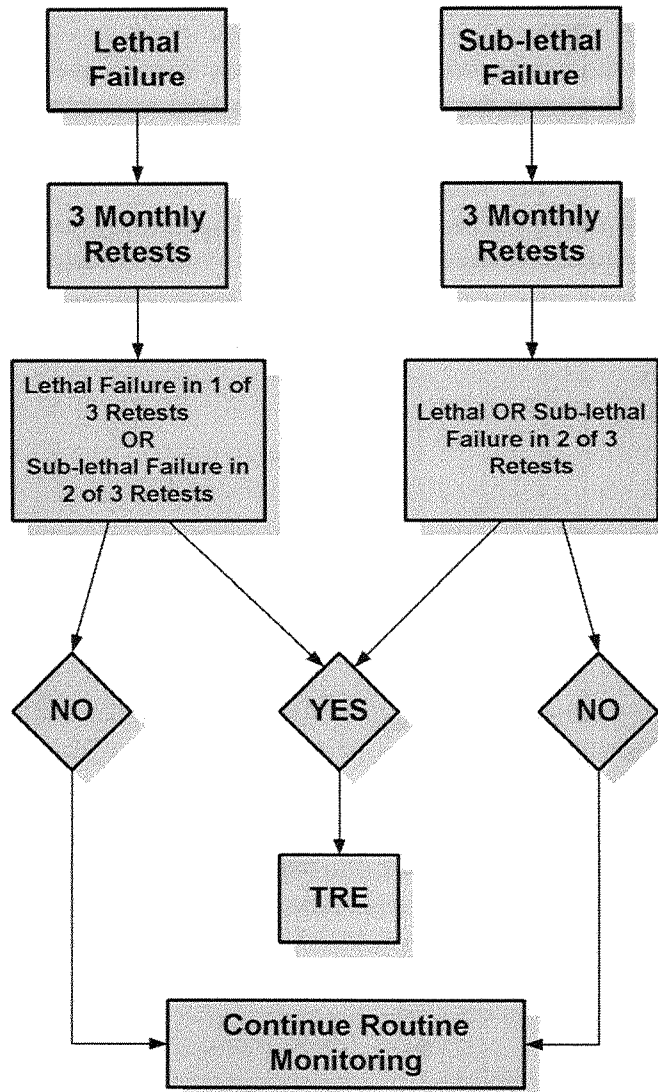 Lethal
Failure
Sub-lethal
Failure
3 Monthly
Retests
3 Monthly
Retests
Lethal Failure in 1 of
3 Retests
OR
Sub-lethal Failure in
2 of 3 Retests
Lethal OR Sub-lethal
Failure in 2 of 3
Retests
NO
YES
NO
TRE
Continue Routine
Monitoring